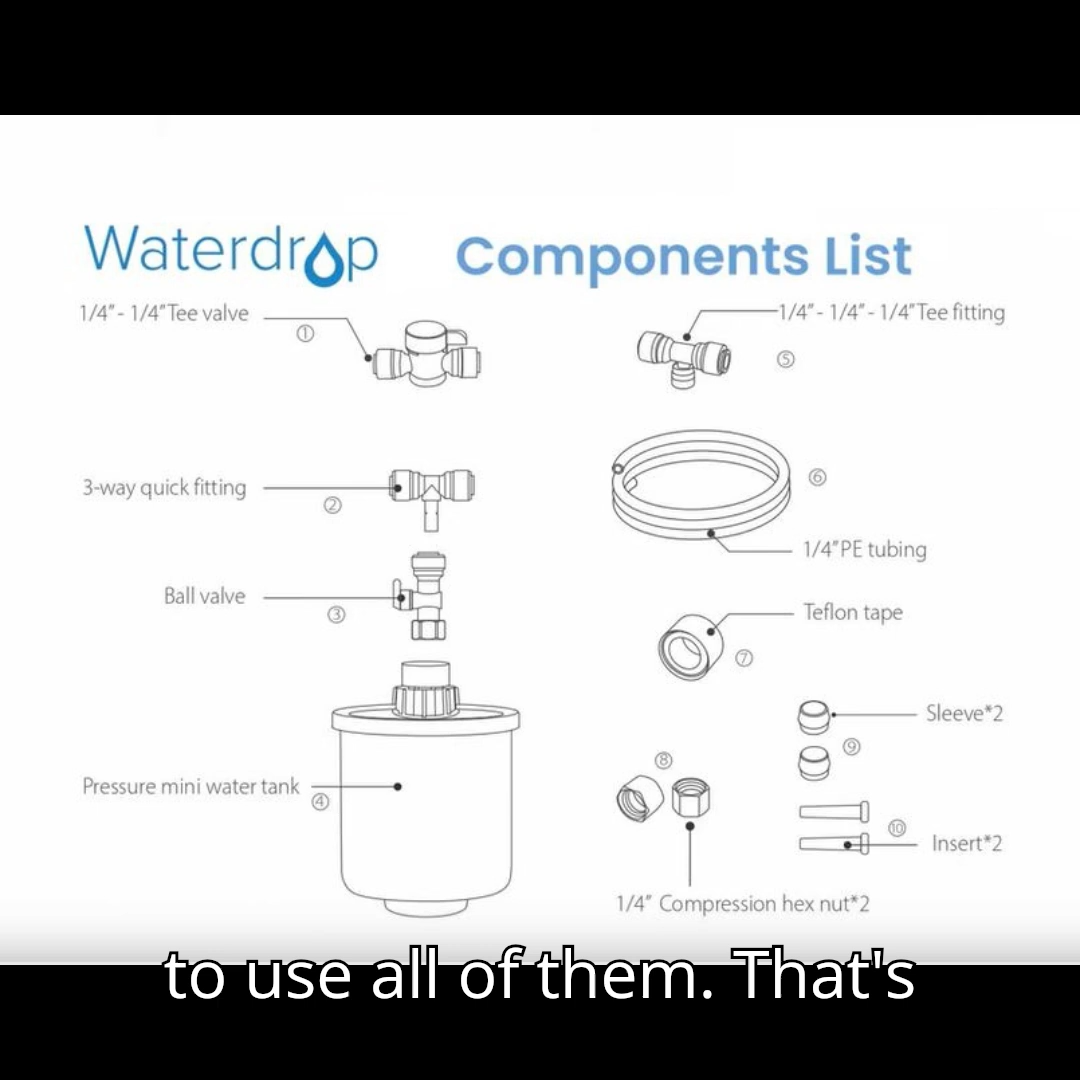 Waterdrop
Components List
1/4" - 1/4" Tee valve
①
1/4" - 1/4" - 1/4" Tee fitting
⑤
3-way quick fitting
②
⑥
1/4" PE tubing
Ball valve
③
Teflon tape
⑦
Sleeve*2
⑨
⑧
Pressure mini water tank
④
⑩
Insert*2
1/4" Compression hex nut*2
to use all of them. That's